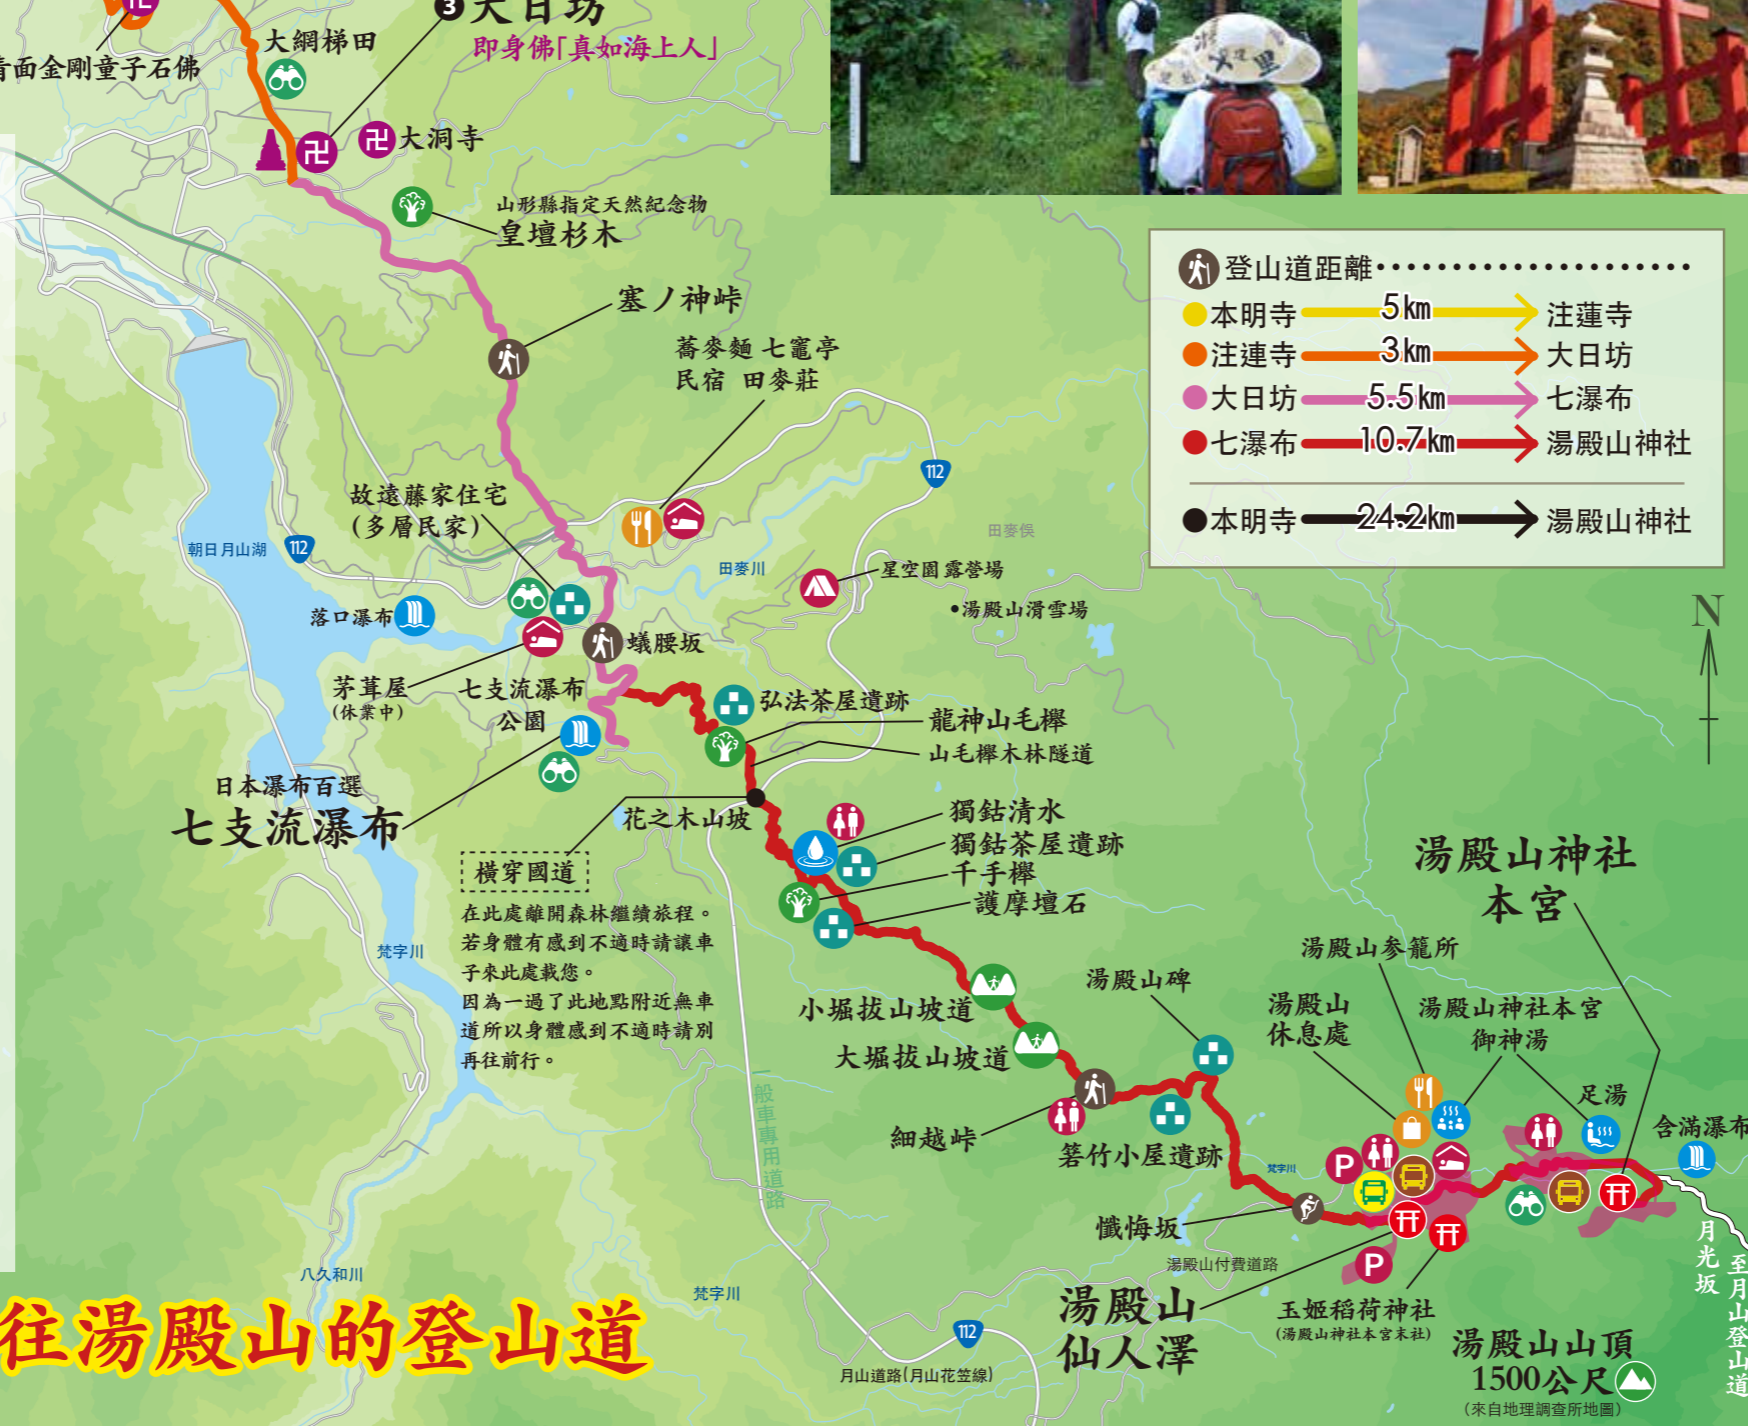 大日坊
3
即身佛「真如海上人」
大綱梯田
青面金剛童子石佛
卍
卍
大洞寺
山形縣指定天然紀念物
皇壇杉木
塞ノ神峠
蕎麥麵 七竈亭
民宿 田麥莊
登山道距離
本明寺 5km 注蓮寺
注連寺 3km 大日坊
大日坊 5.5km 七瀑布
七瀑布 10.7km 湯殿山神社
本明寺 24.2km 湯殿山神社
N
112
故遠藤家住宅
(多層民家)
112
朝日月山湖
田麥俣
田麥川
星空園露營場
•湯殿山滑雪場
落口瀑布
蟻腰坂
茅葺屋
(休業中)
七支流瀑布
公園
弘法茶屋遺跡
龍神山毛櫸
山毛櫸木林隧道
日本瀑布百選
七支流瀑布
花之木山坡
獨鈷清水
獨鈷茶屋遺跡
千手櫸
護摩壇石
橫穿國道
在此處離開森林繼續旅程。
若身體有感到不適時請讓車
子來此處載您。
因為一過了此地點附近無車
道所以身體感到不適時請別
再往前行。
梵字川
小堀拔山坡道
大堀拔山坡道
湯殿山碑
湯殿山神社
本宮
湯殿山參籠所
湯殿山
休息處
湯殿山神社本宮
御神湯
足湯
含滿瀑布
一般車專用道路
細越峠
箬竹小屋遺跡
梵字川
P
懺悔坂
湯殿山付費道路
P
月光坂
至月山登山道
八久和川
梵字川
湯殿山
仙人澤
玉姬稻荷神社
(湯殿山神社本宮末社)
湯殿山山頂
1500公尺
(來自地理調查所地圖)
112
月山道路(月山花笠線)
往湯殿山的登山道